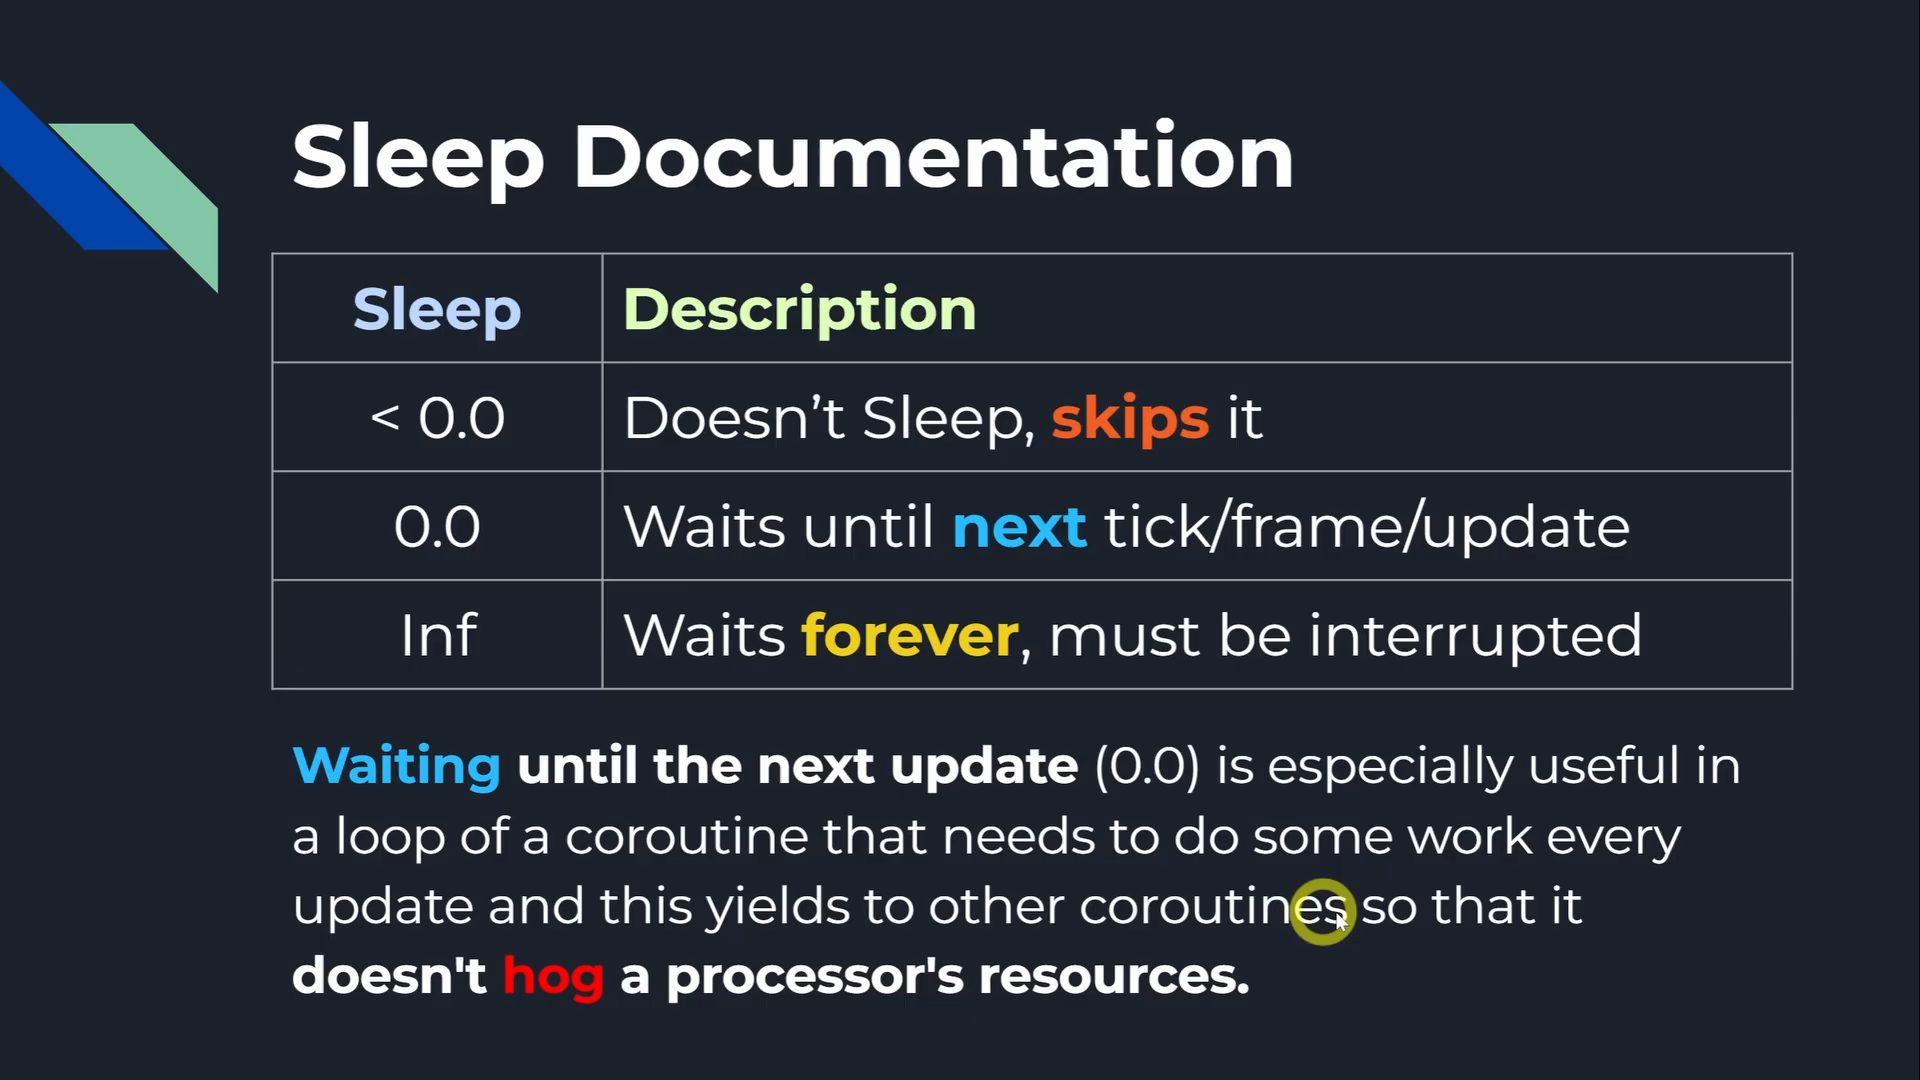 Sleep Documentation
Sleep Description
< 0.0 Doesn’t Sleep, skips it
0.0 Waits until next tick/frame/update
Inf Waits forever, must be interrupted
Waiting until the next update (0.0) is especially useful in
a loop of a coroutine that needs to do some work every
update and this yields to other coroutines so that it
doesn't hog a processor's resources.